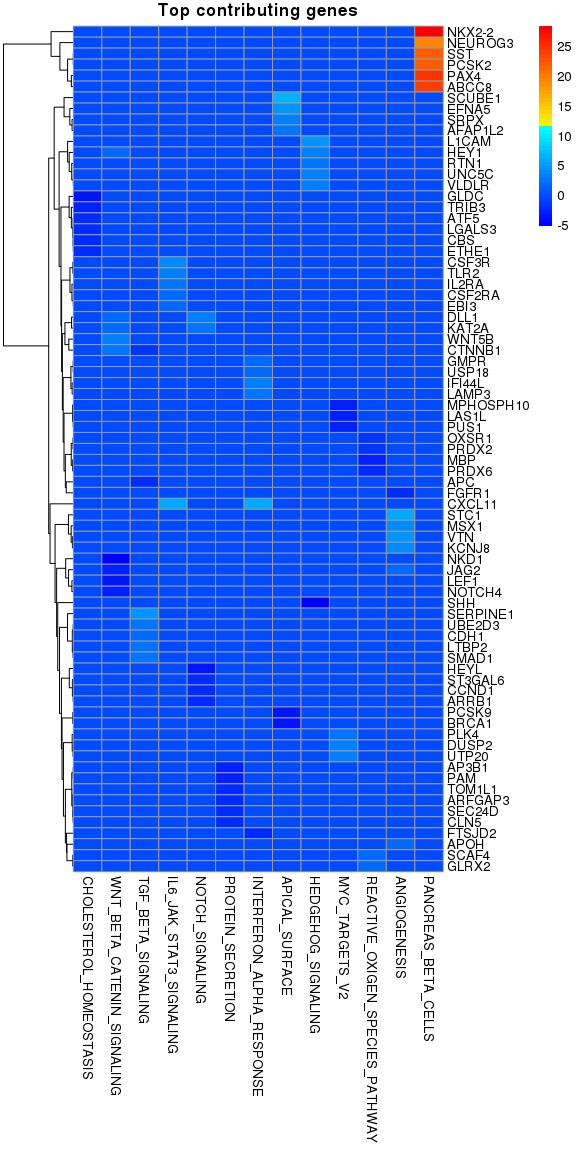 Top contributing genes
NKX2-2
NEUROG3
SST
PCSK2
PAX4
ABCC8
SCUBE1
EFNA5
SRPX
AFAP1L2
L1CAM
HEY1
RTN1
UNC5C
VLDLR
GLDC
TRIB3
ATF5
LGALS3
CBS
ETHE1
CSF3R
TLR2
IL2RA
CSF2RA
EBI3
DLL1
KAT2A
WNT5B
CTNNB1
GMPR
USP18
IFI44L
LAMP3
MPHOSPH10
LAS1L
PUS1
OXSR1
PRDX2
MBP
PRDX6
APC
FGFR1
CXCL11
STC1
MSX1
VTN
KCNJ8
NKD1
JAG2
LEF1
NOTCH4
SHH
SERPINE1
UBE2D3
CDH1
LTBP2
SMAD1
HEYL
ST3GAL6
CCND1
ARRB1
PCSK9
BRCA1
PLK4
DUSP2
UTP20
AP3B1
PAM
TOM1L1
ARFGAP3
SEC24D
CLN5
FTSJD2
APOH
SCAF4
GLRX2
25
20
15
10
5
0
-5
CHOLESTEROL_HOMEOSTASIS
WNT_BETA_CATENIN_SIGNALING
TGF_BETA_SIGNALING
IL6_JAK_STAT3_SIGNALING
NOTCH_SIGNALING
PROTEIN_SECRETION
INTERFERON_ALPHA_RESPONSE
APICAL_SURFACE
HEDGEHOG_SIGNALING
MYC_TARGETS_V2
REACTIVE_OXIGEN_SPECIES_PATHWAY
ANGIOGENESIS
PANCREAS_BETA_CELLS